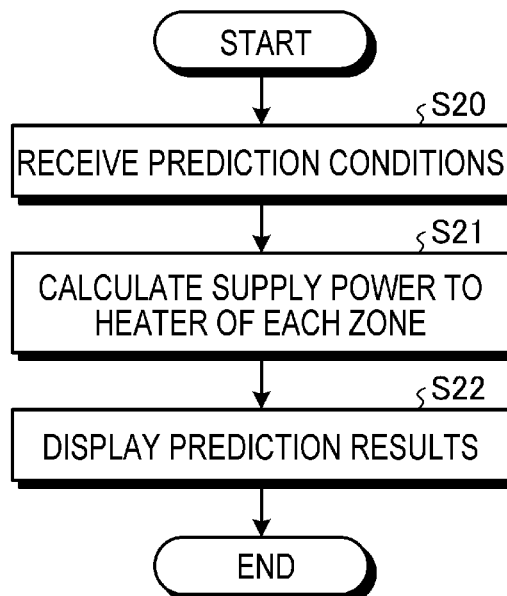 START
S20
RECEIVE PREDICTION CONDITIONS
S21
CALCULATE SUPPLY POWER TO
HEATER OF EACH ZONE
S22
DISPLAY PREDICTION RESULTS
END